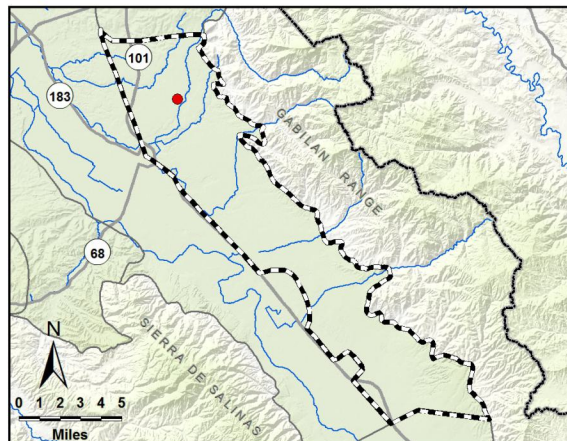 101
183
GABILAN RANGE
68
SIERRA DE SALINAS
N
0 1 2 3 4 5
Miles